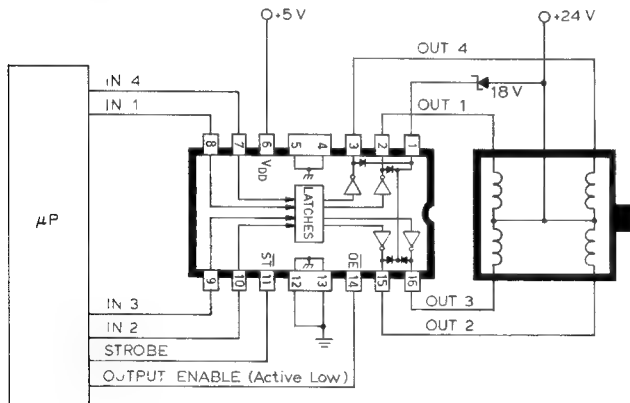 +5 V
+24 V
OUT 4
IN 4
18 V
IN 1
OUT 1
8
7
6
5
4
3
2
1
VDD
μP
LATCHES
ST
OE
9
10
11
12
13
14
15
16
IN 3
OUT 3
IN 2
OUT 2
STROBE
OUTPUT ENABLE (Active Low)